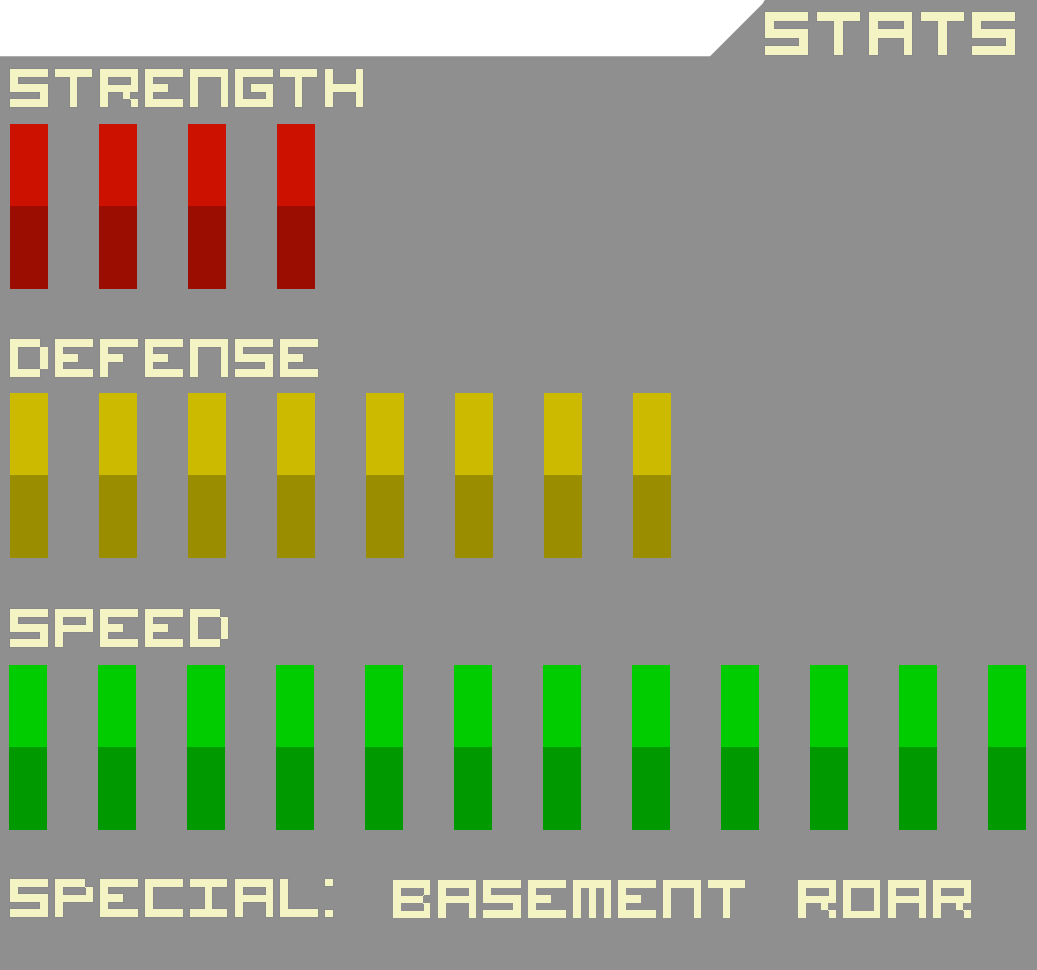 STATS
STRENGTH
DEFENSE
SPEED
SPECIAL: BASEMENT ROAR